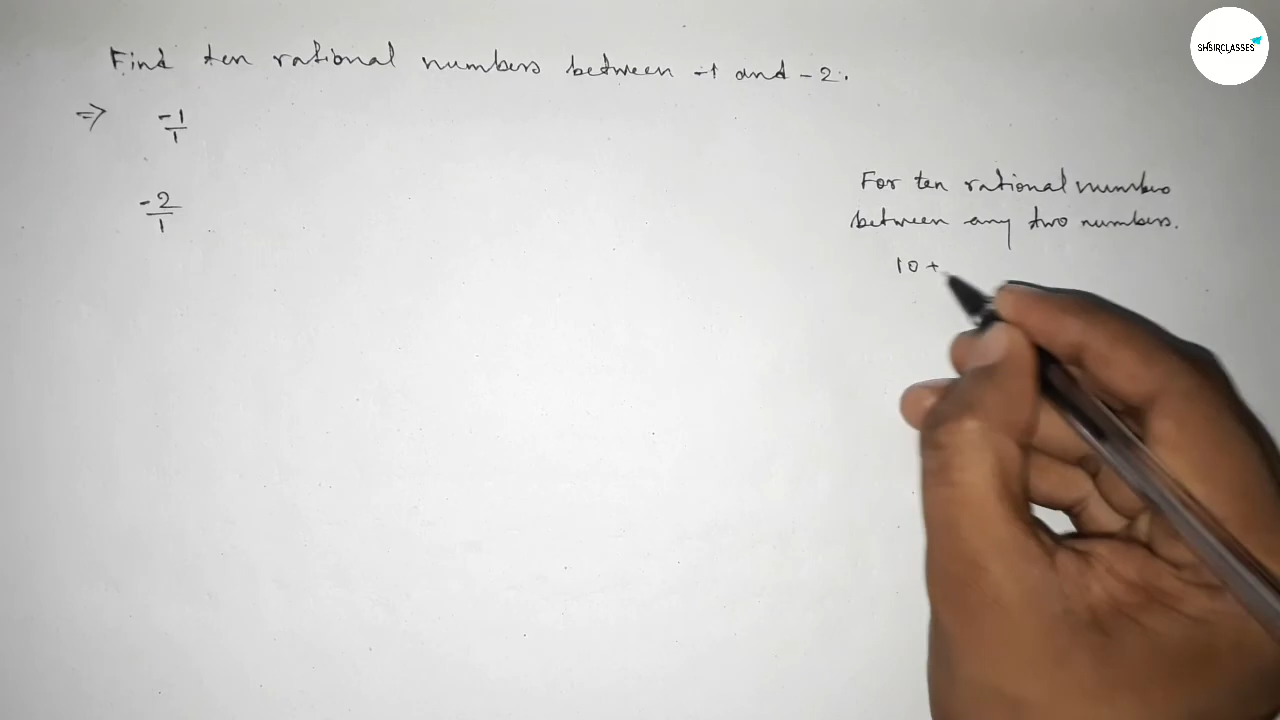 SHSIRCLASSES
Find ten rational numbers between -1 and -2.
⇒ -1/1
-2/1
For ten rational numbers
between any two numbers.
10 +